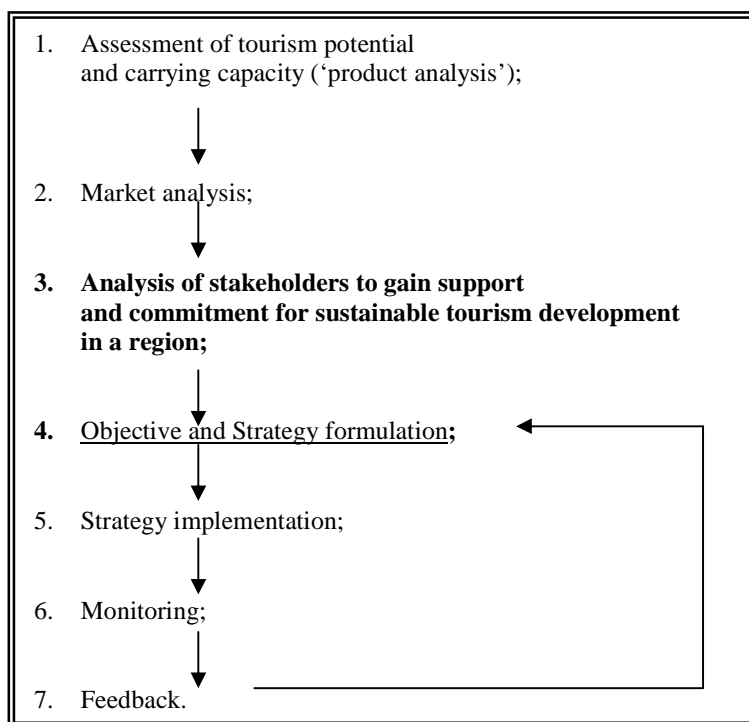 1. Assessment of tourism potential
and carrying capacity (‘product analysis’);
2. Market analysis;
3. Analysis of stakeholders to gain support
and commitment for sustainable tourism development
in a region;
4. Objective and Strategy formulation;
5. Strategy implementation;
6. Monitoring;
7. Feedback.